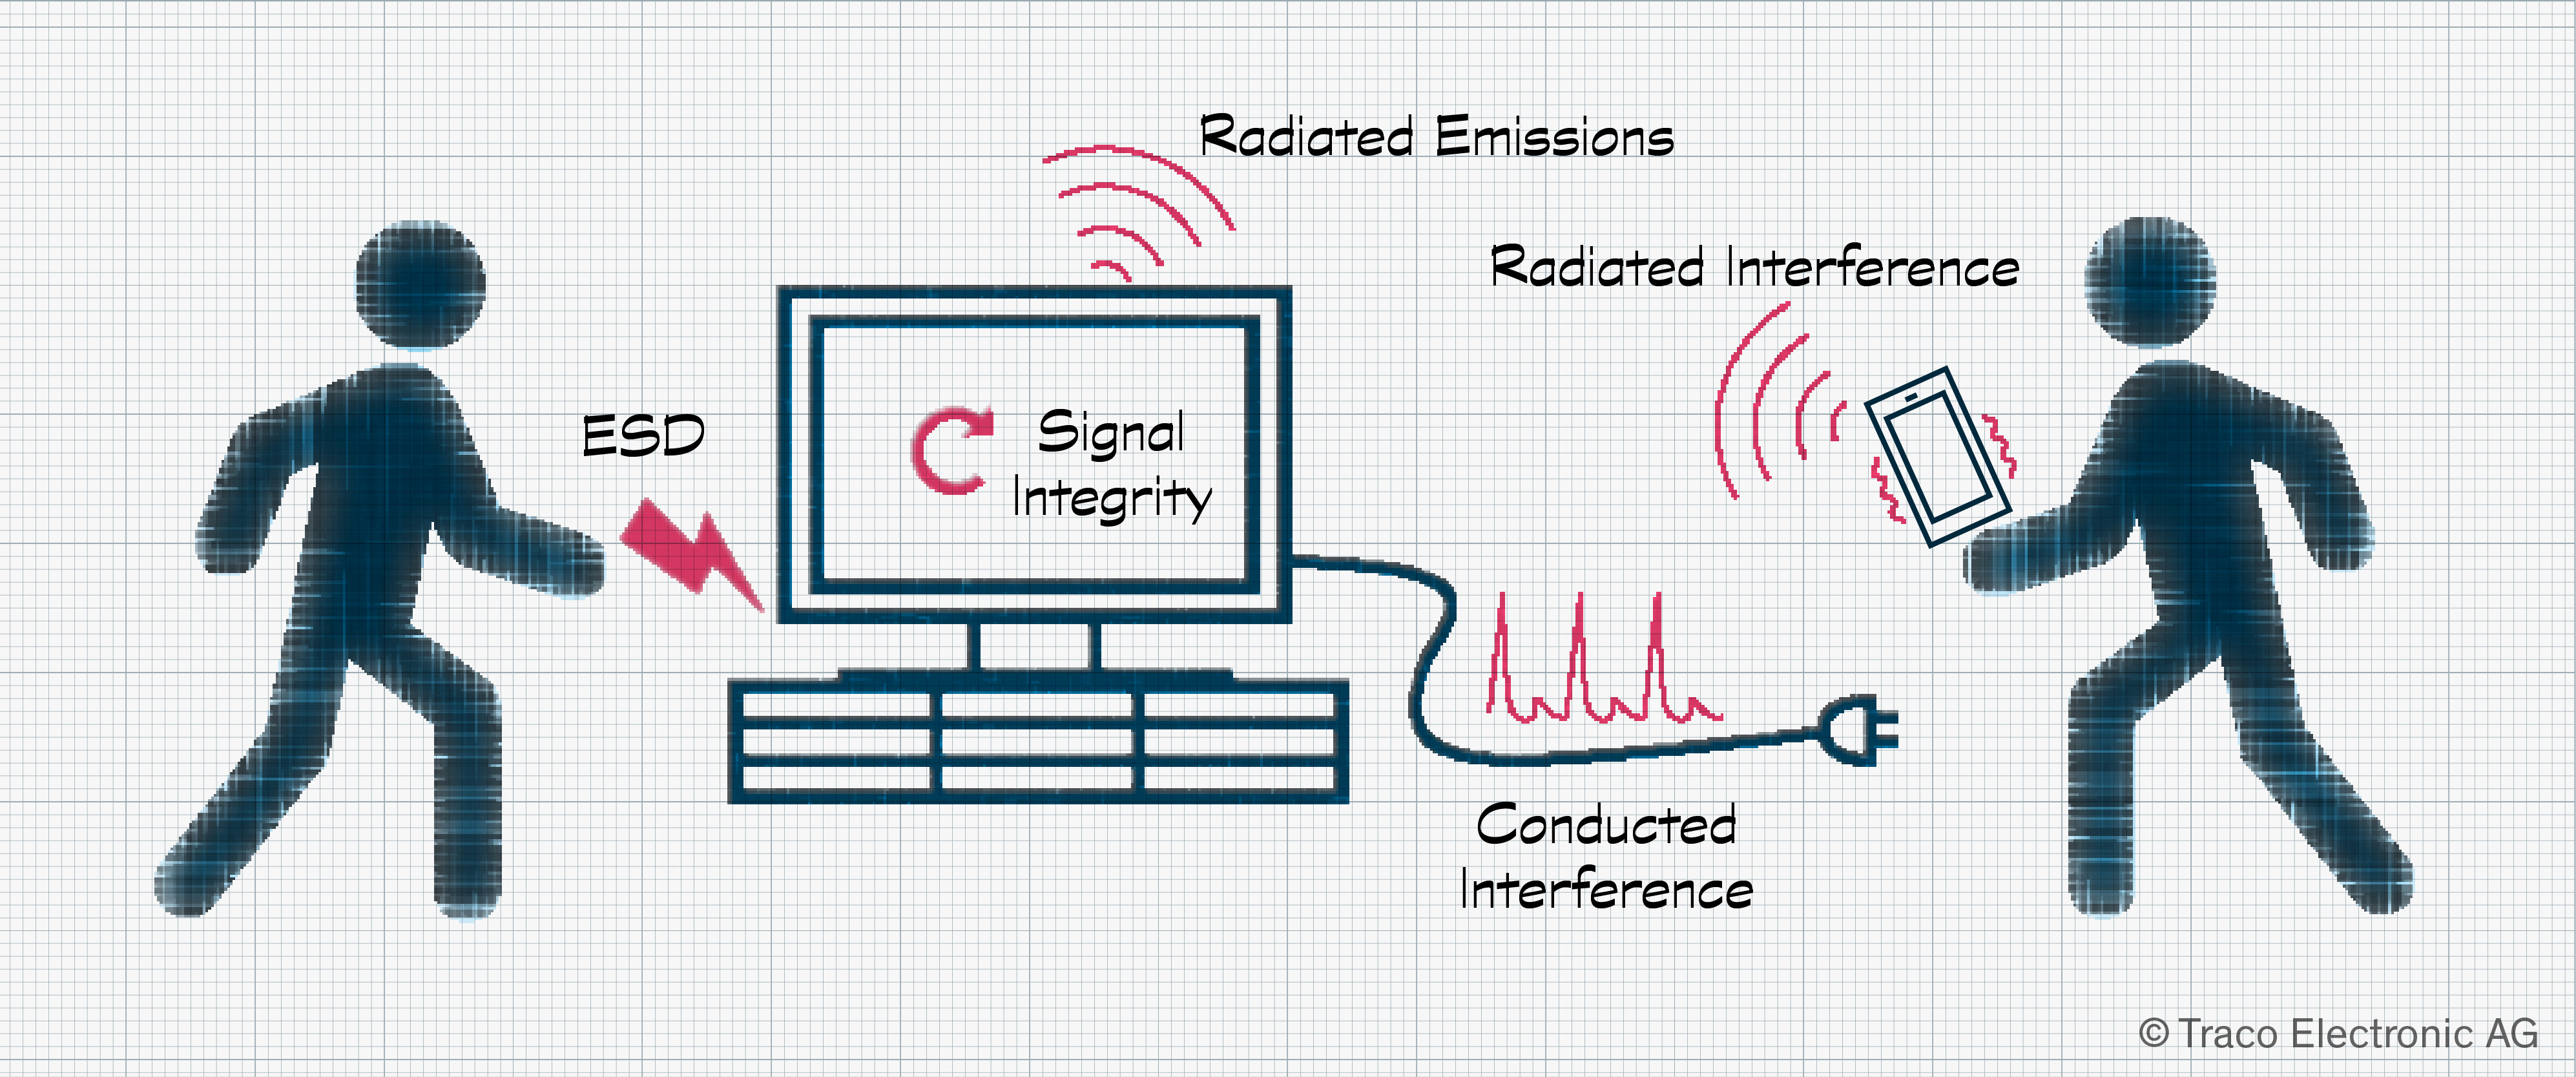 Radiated Emissions
Radiated Interference
ESD
Signal
Integrity
Conducted
Interference
© Traco Electronic AG